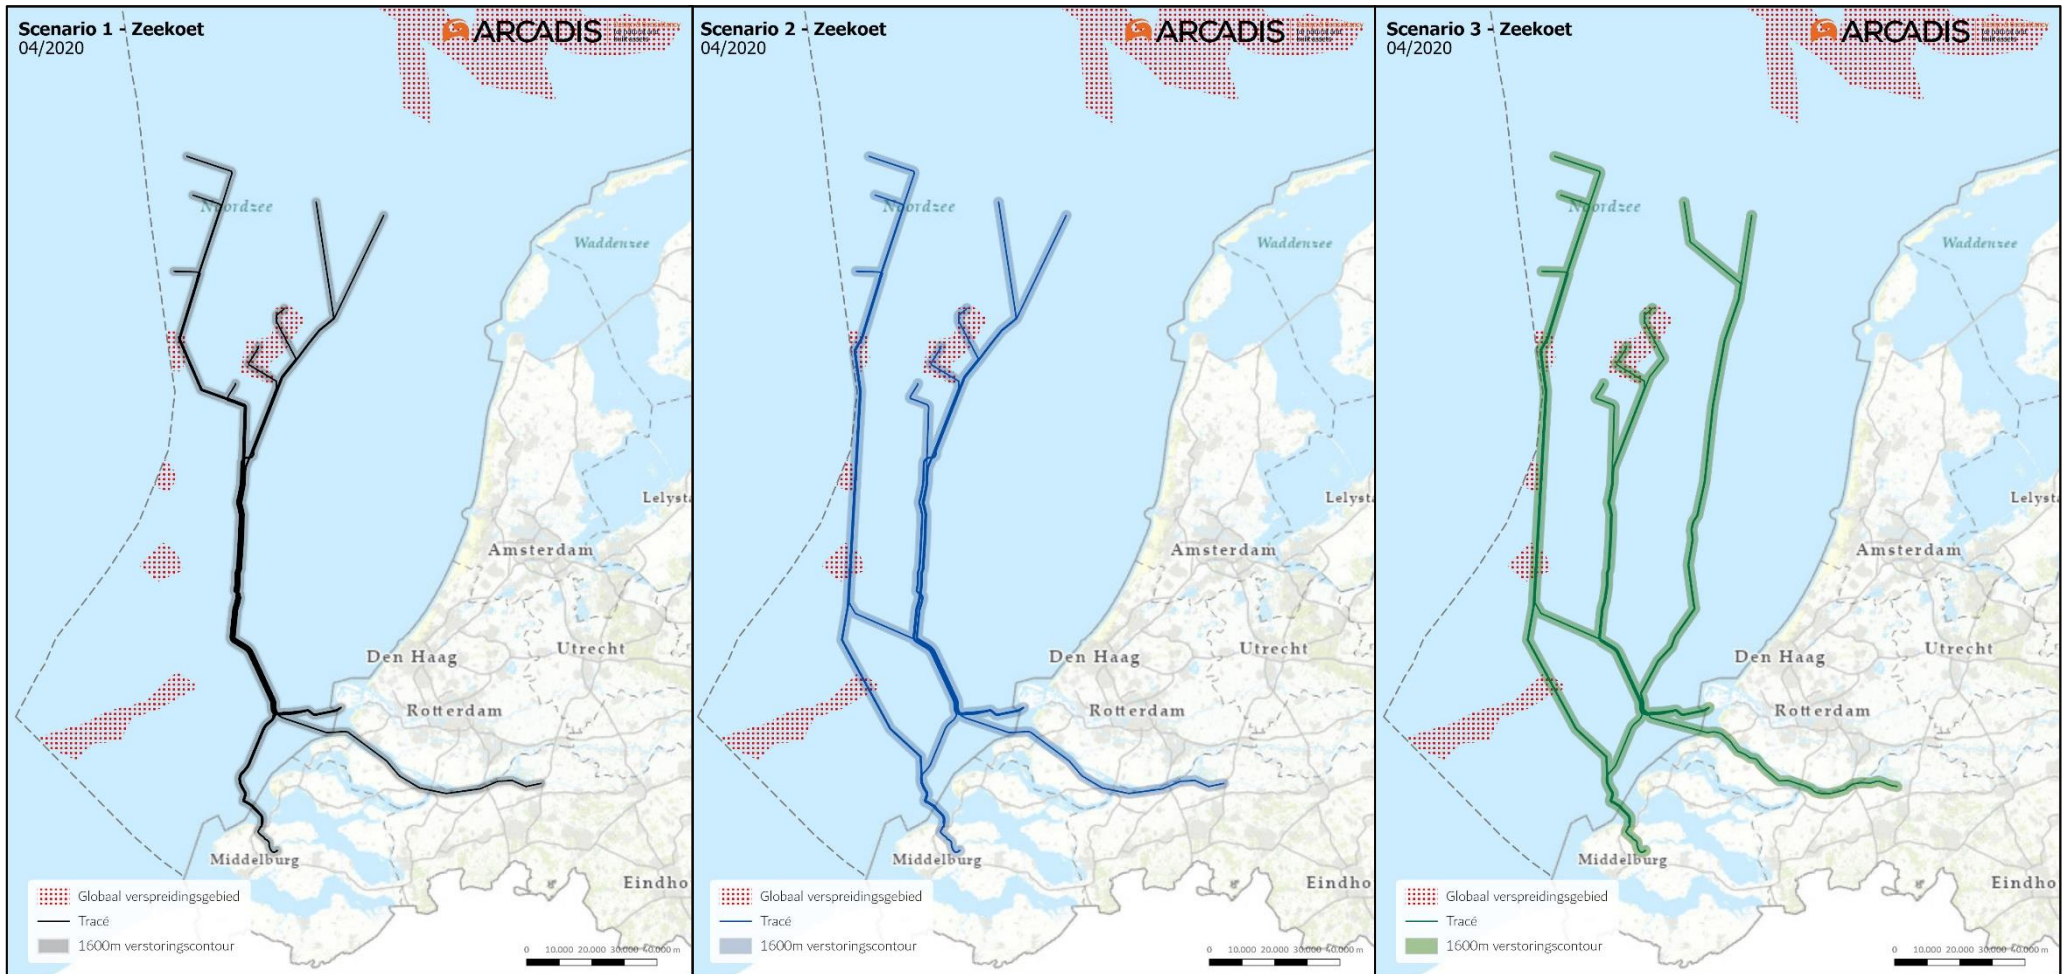 Scenario 1 - Zeekoet
04/2020
ARCADIS
Noordzee
Waddenzee
Lelyst
Amsterdam
Den Haag
Utrecht
Rotterdam
Middelburg
Eindho
Globaal verspreidingsgebied
Tracé
1600m verstoringscontour
0 10.000 20.000 30.000 40.000 m
Scenario 2 - Zeekoet
04/2020
ARCADIS
Noordzee
Waddenzee
Lelyst
Amsterdam
Den Haag
Utrecht
Rotterdam
Middelburg
Eindho
Globaal verspreidingsgebied
Tracé
1600m verstoringscontour
0 10.000 20.000 30.000 40.000 m
Scenario 3 - Zeekoet
04/2020
ARCADIS
Noordzee
Waddenzee
Lelyst
Amsterdam
Den Haag
Utrecht
Rotterdam
Middelburg
Eindho
Globaal verspreidingsgebied
Tracé
1600m verstoringscontour
0 10.000 20.000 30.000 40.000 m